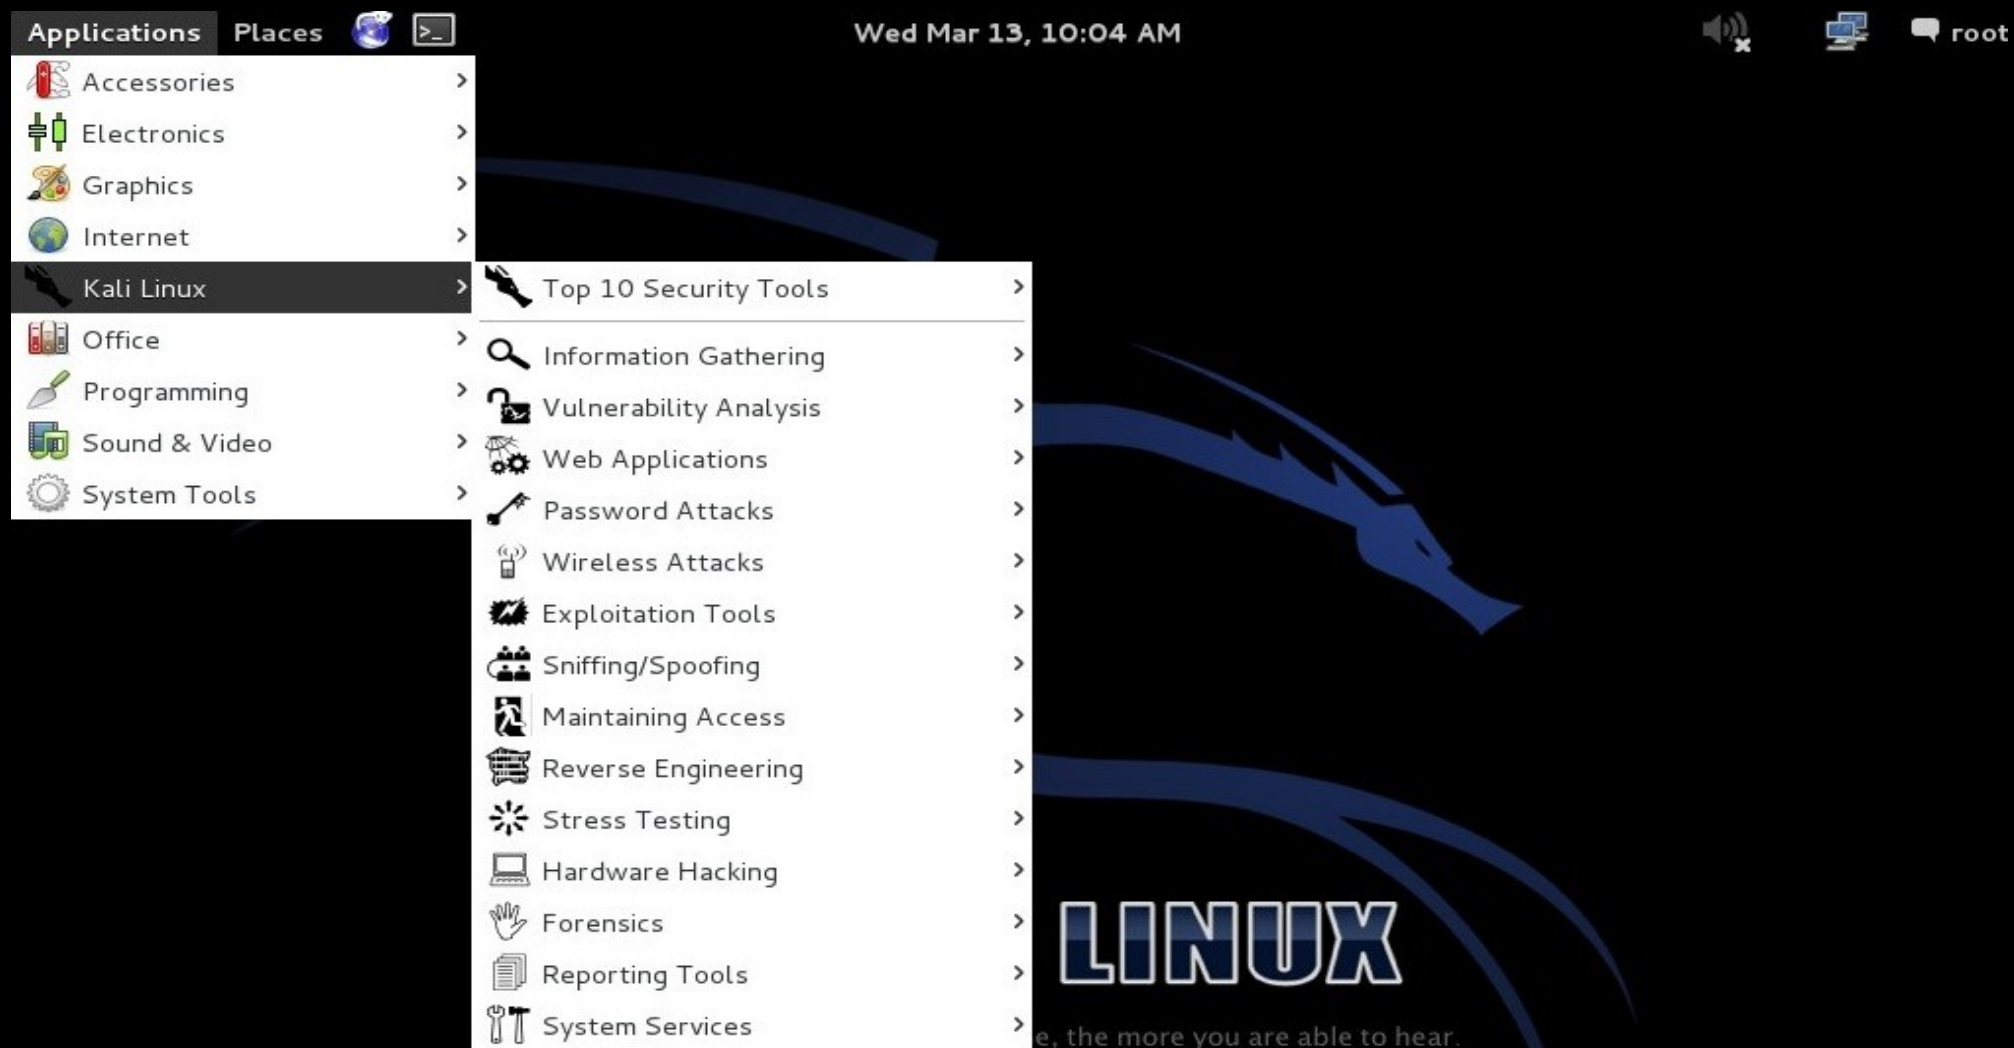 Applications Places Wed Mar 13, 10:04 AM root
Accessories
Electronics
Graphics
Internet
Kali Linux
Office
Programming
Sound & Video
System Tools
Top 10 Security Tools
Information Gathering
Vulnerability Analysis
Web Applications
Password Attacks
Wireless Attacks
Exploitation Tools
Sniffing/Spoofing
Maintaining Access
Reverse Engineering
Stress Testing
Hardware Hacking
Forensics
Reporting Tools
System Services
LINUX
e, the more you are able to hear.